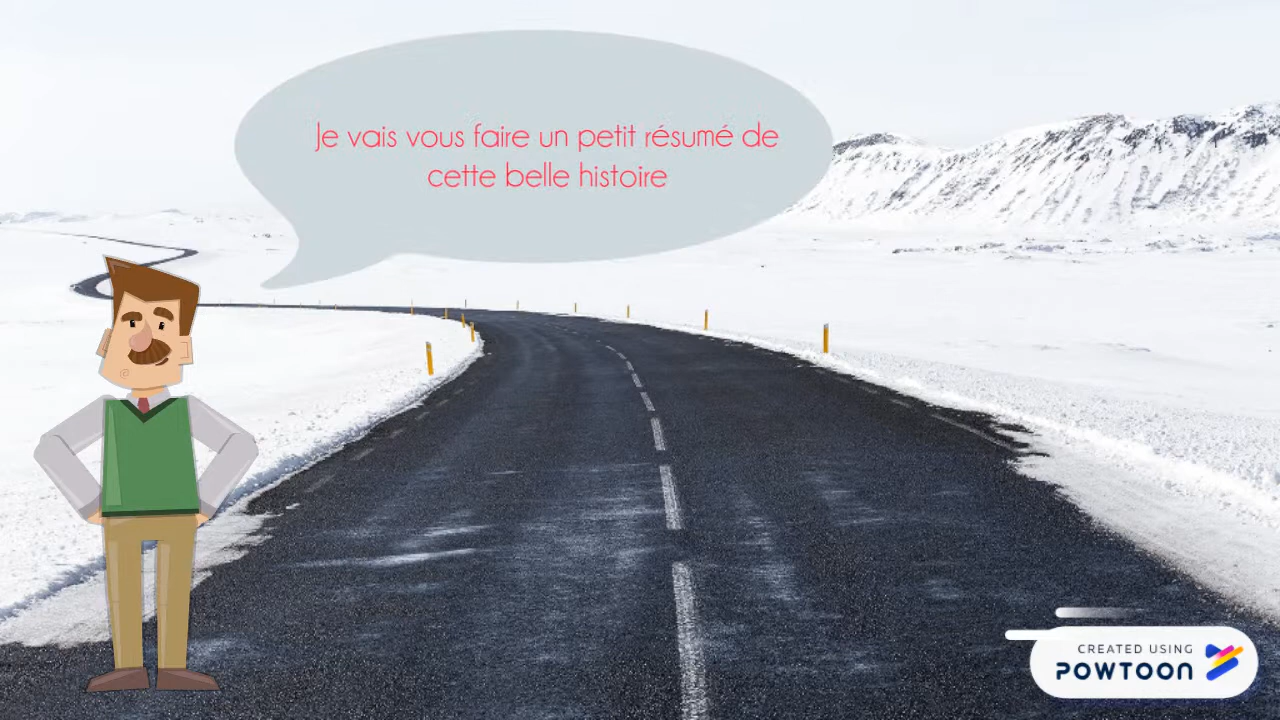 Je vais vous faire un petit résumé de
cette belle histoire
CREATED USING
POWTOON